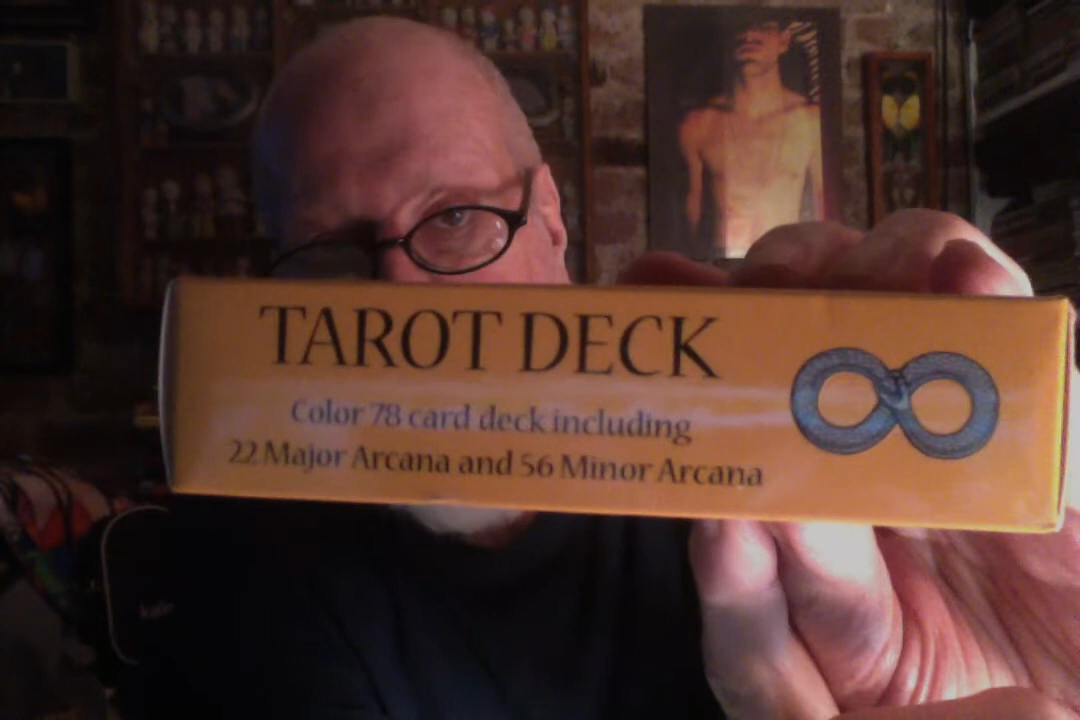 TAROT DECK
Color 78 card deck including
22 Major Arcana and 56 Minor Arcana